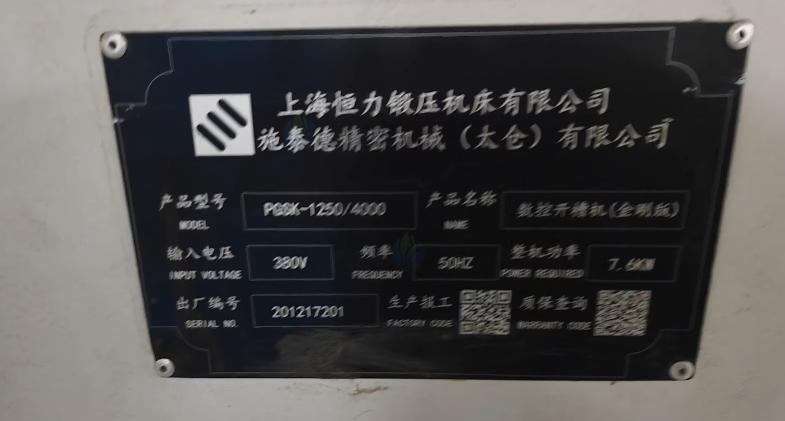 上海恒力锻压机床有限公司
施泰德精密机械（太仓）有限公司
产品型号 MODEL PGSK-1250/4000 产品名称 NAME 数控开槽机(金刚版)
输入电压 INPUT VOLTAGE 380V 频率 FREQUENCY 50HZ 整机功率 POWER REQUIRED 7.6KW
出厂编号 SERIAL NO. 201217201 生产报工 FACTORY CODE 质保查询 WARRANTY CODE